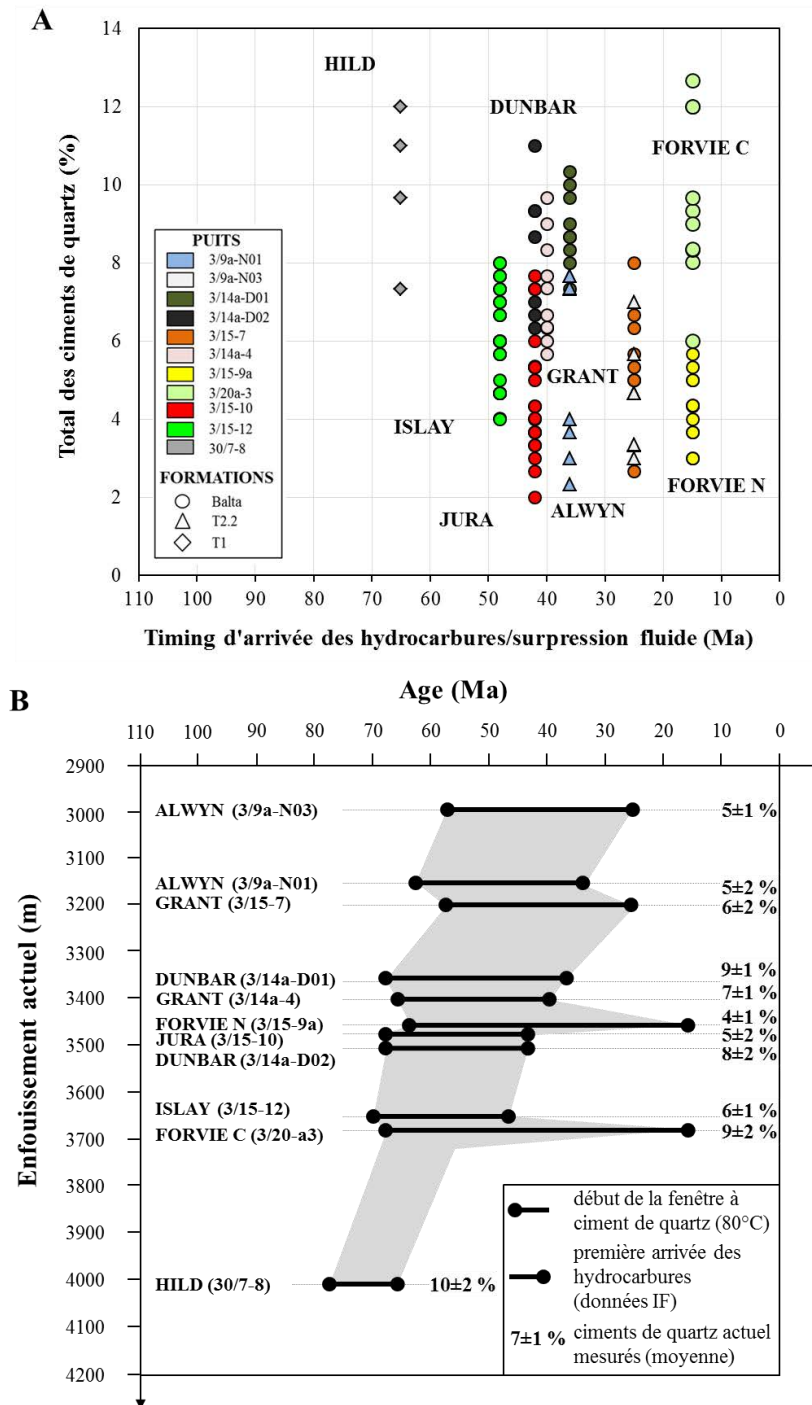 A
Total des ciments de quartz (%)
14
12
10
8
6
4
2
0
HILD
DUNBAR
FORVIE C
PUITS
3/9a-N01
3/9a-N03
3/14a-D01
3/14a-D02
3/15-7
3/14a-4
3/15-9a
3/20a-3
3/15-10
3/15-12
30/7-8
FORMATIONS
Balta
T2.2
T1
GRANT
ISLAY
JURA
ALWYN
FORVIE N
110 100 90 80 70 60 50 40 30 20 10 0
Timing d'arrivée des hydrocarbures/surpression fluide (Ma)
B
Age (Ma)
110 100 90 80 70 60 50 40 30 20 10 0
Enfouissement actuel (m)
2900
3000
3100
3200
3300
3400
3500
3600
3700
3800
3900
4000
4100
4200
ALWYN (3/9a-N03) 5±1 %
ALWYN (3/9a-N01) 5±2 %
GRANT (3/15-7) 6±2 %
DUNBAR (3/14a-D01) 9±1 %
GRANT (3/14a-4) 7±1 %
FORVIE N (3/15-9a) 4±1 %
JURA (3/15-10) 5±2 %
DUNBAR (3/14a-D02) 8±2 %
ISLAY (3/15-12) 6±1 %
FORVIE C (3/20-a3) 9±2 %
HILD (30/7-8) 10±2 %
début de la fenêtre à
ciment de quartz (80°C)
première arrivée des
hydrocarbures
(données IF)
7±1 % ciments de quartz actuel
mesurés (moyenne)